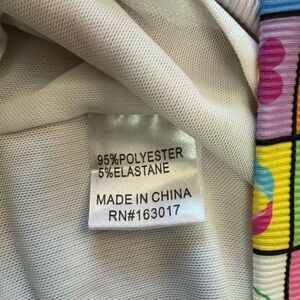 95%POLYESTER
5%ELASTANE
MADE IN CHINA
RN#163017